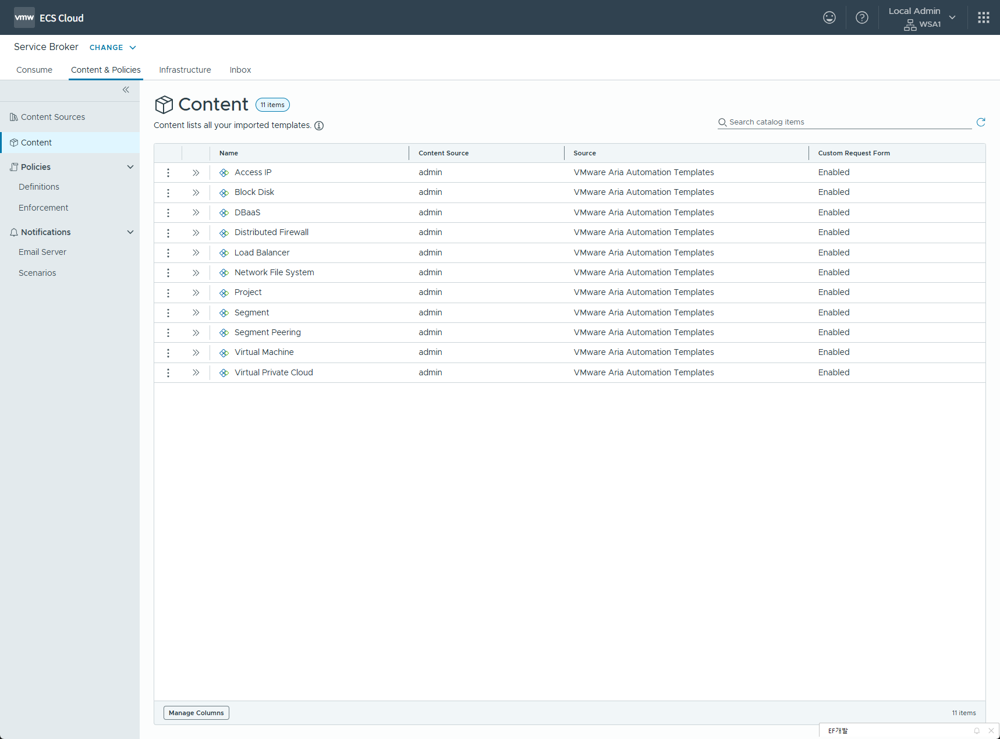 vmw ECS Cloud
Local Admin
WSA1
Service Broker CHANGE
Consume Content & Policies Infrastructure Inbox
Content Sources
Content
Policies
Definitions
Enforcement
Notifications
Email Server
Scenarios
Content 11 items
Content lists all your imported templates.
Search catalog items
Name Content Source Source Custom Request Form
Access IP admin VMware Aria Automation Templates Enabled
Block Disk admin VMware Aria Automation Templates Enabled
DBaaS admin VMware Aria Automation Templates Enabled
Distributed Firewall admin VMware Aria Automation Templates Enabled
Load Balancer admin VMware Aria Automation Templates Enabled
Network File System admin VMware Aria Automation Templates Enabled
Project admin VMware Aria Automation Templates Enabled
Segment admin VMware Aria Automation Templates Enabled
Segment Peering admin VMware Aria Automation Templates Enabled
Virtual Machine admin VMware Aria Automation Templates Enabled
Virtual Private Cloud admin VMware Aria Automation Templates Enabled
Manage Columns 11 items
EF개발